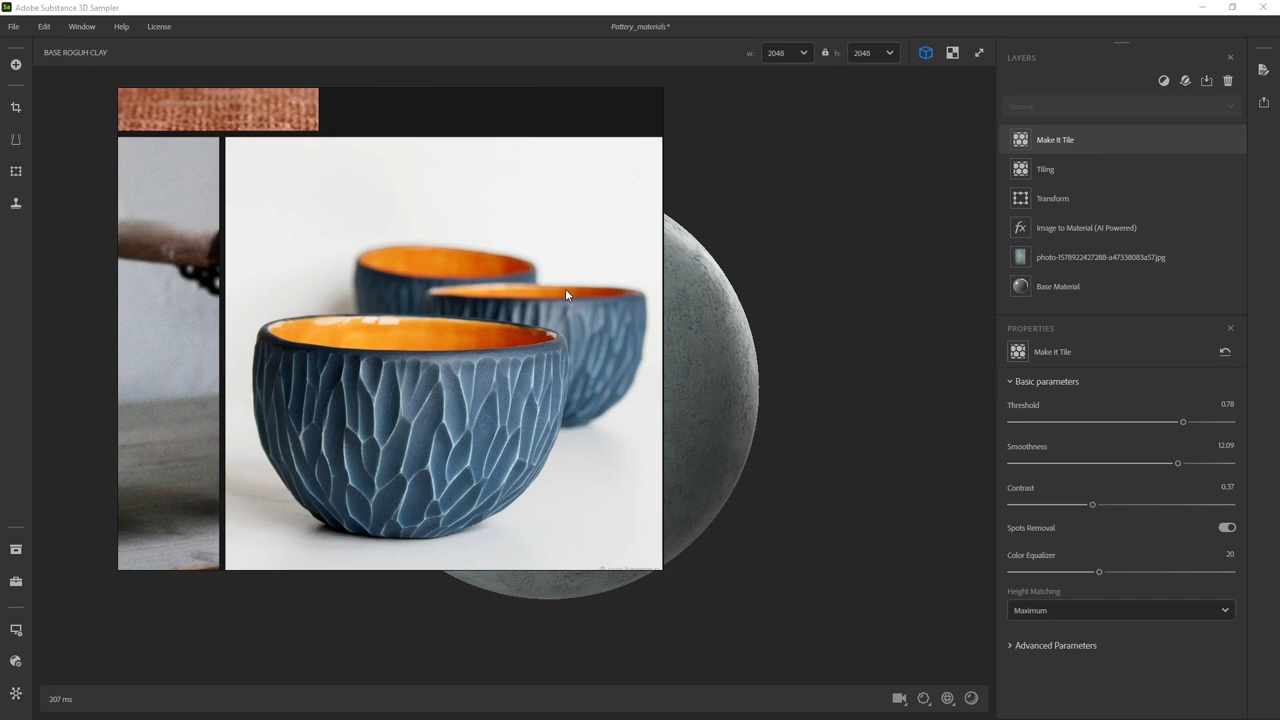 Adobe Substance 3D Sampler
File Edit Window Help License Pottery_materials*
BASE ROGUH CLAY w: 2048 h: 2048
LAYERS
Normal
Make It Tile
Tiling
Transform
Image to Material (AI Powered)
photo-1578922427288-a47338083a57.jpg
Base Material
PROPERTIES
Make It Tile
Basic parameters
Threshold 0.78
Smoothness 12.09
Contrast 0.37
Spots Removal
Color Equalizer 20
Height Matching
Maximum
Advanced Parameters
207 ms